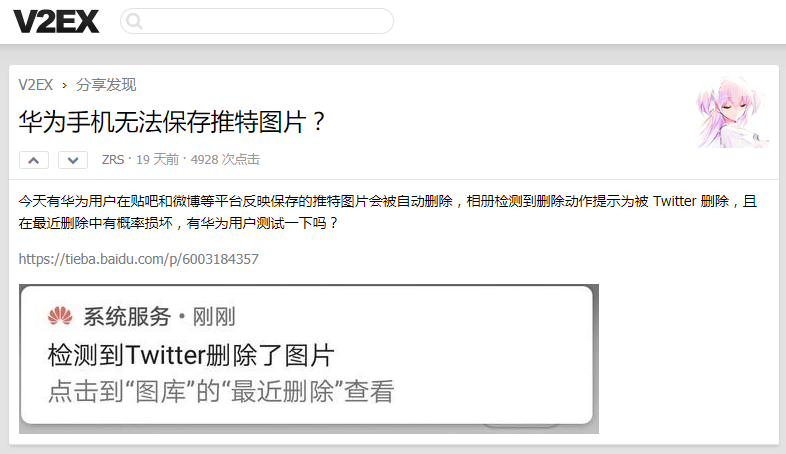 V2EX
V2EX › 分享发现
华为手机无法保存推特图片？
ZRS · 19 天前 · 4928 次点击
今天有华为用户在贴吧和微博等平台反映保存的推特图片会被自动删除，相册检测到删除动作提示为被 Twitter 删除，且
在最近删除中有概率损坏，有华为用户测试一下吗？
https://tieba.baidu.com/p/6003184357
系统服务・刚刚
检测到Twitter删除了图片
点击到“图库”的“最近删除”查看